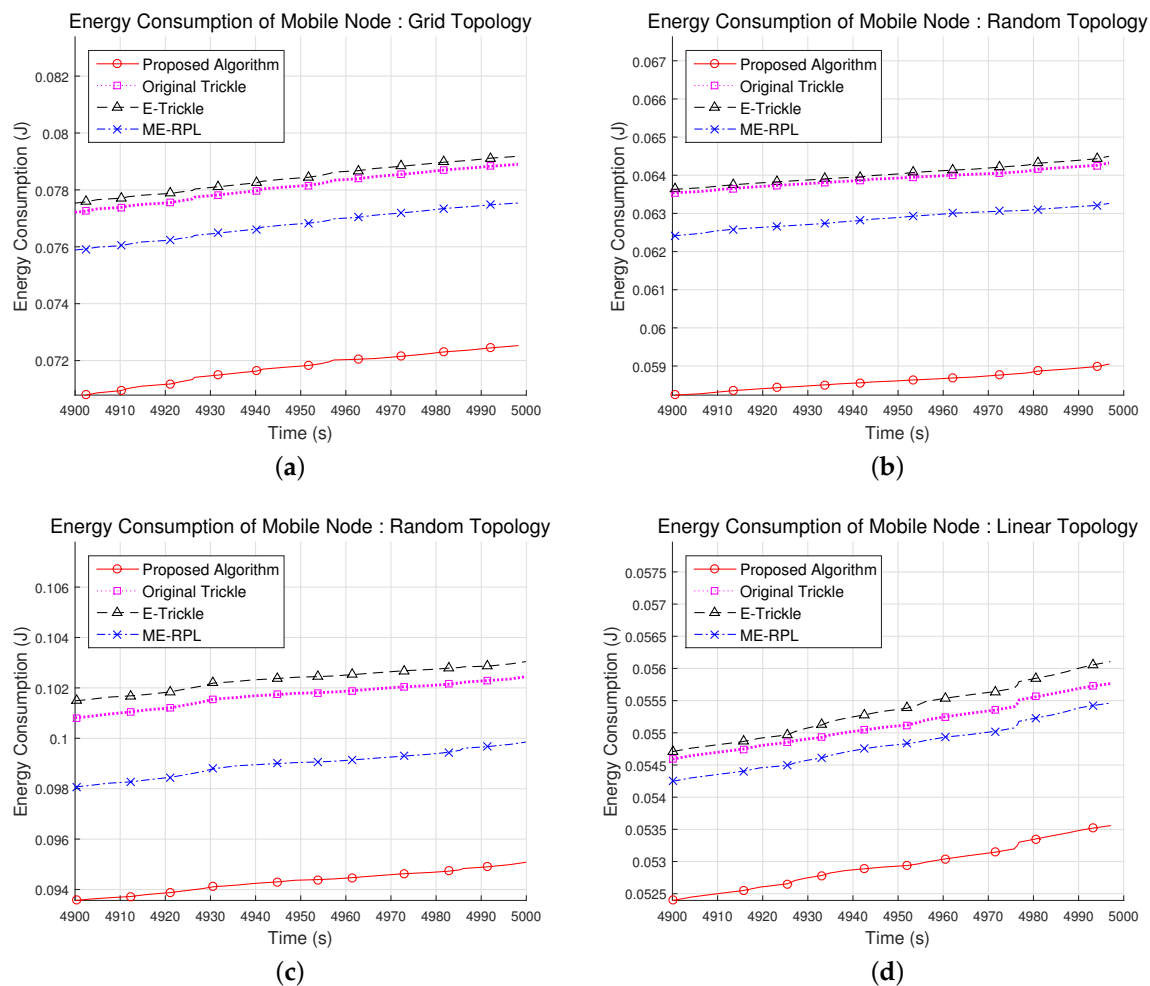 Energy Consumption of Mobile Node : Grid Topology
Proposed Algorithm
Original Trickle
E-Trickle
ME-RPL
Energy Consumption (J)
0.082
0.08
0.078
0.076
0.074
0.072
4900 4910 4920 4930 4940 4950 4960 4970 4980 4990 5000
Time (s)
(a)
Energy Consumption of Mobile Node : Random Topology
Proposed Algorithm
Original Trickle
E-Trickle
ME-RPL
Energy Consumption (J)
0.067
0.066
0.065
0.064
0.063
0.062
0.061
0.06
0.059
4900 4910 4920 4930 4940 4950 4960 4970 4980 4990 5000
Time (s)
(b)
Energy Consumption of Mobile Node : Random Topology
Proposed Algorithm
Original Trickle
E-Trickle
ME-RPL
Energy Consumption (J)
0.106
0.104
0.102
0.1
0.098
0.096
0.094
4900 4910 4920 4930 4940 4950 4960 4970 4980 4990 5000
Time (s)
(c)
Energy Consumption of Mobile Node : Linear Topology
Proposed Algorithm
Original Trickle
E-Trickle
ME-RPL
Energy Consumption (J)
0.0575
0.057
0.0565
0.056
0.0555
0.055
0.0545
0.054
0.0535
0.053
0.0525
4900 4910 4920 4930 4940 4950 4960 4970 4980 4990 5000
Time (s)
(d)